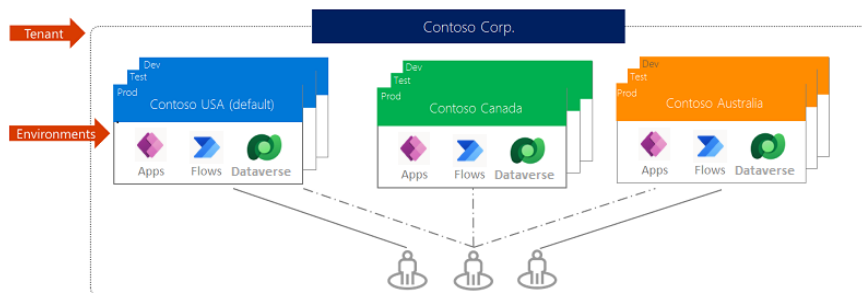 Tenant
Contoso Corp.
Dev
Test
Prod
Contoso USA (default)
Apps
Flows
Dataverse
Dev
Test
Prod
Contoso Canada
Apps
Flows
Dataverse
Dev
Test
Prod
Contoso Australia
Apps
Flows
Dataverse
Environments